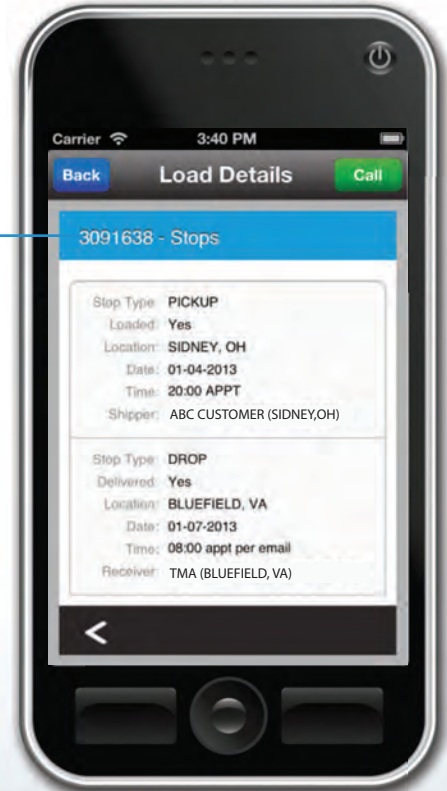 Carrier 3:40 PM
Back Load Details Call
3091638 - Stops
Stop Type: PICKUP
Loaded: Yes
Location: SIDNEY, OH
Date: 01-04-2013
Time: 20:00 APPT
Shipper: ABC CUSTOMER (SIDNEY,OH)
Stop Type: DROP
Delivered: Yes
Location: BLUEFIELD, VA
Date: 01-07-2013
Time: 08:00 appt per email
Receiver: TMA (BLUEFIELD, VA)